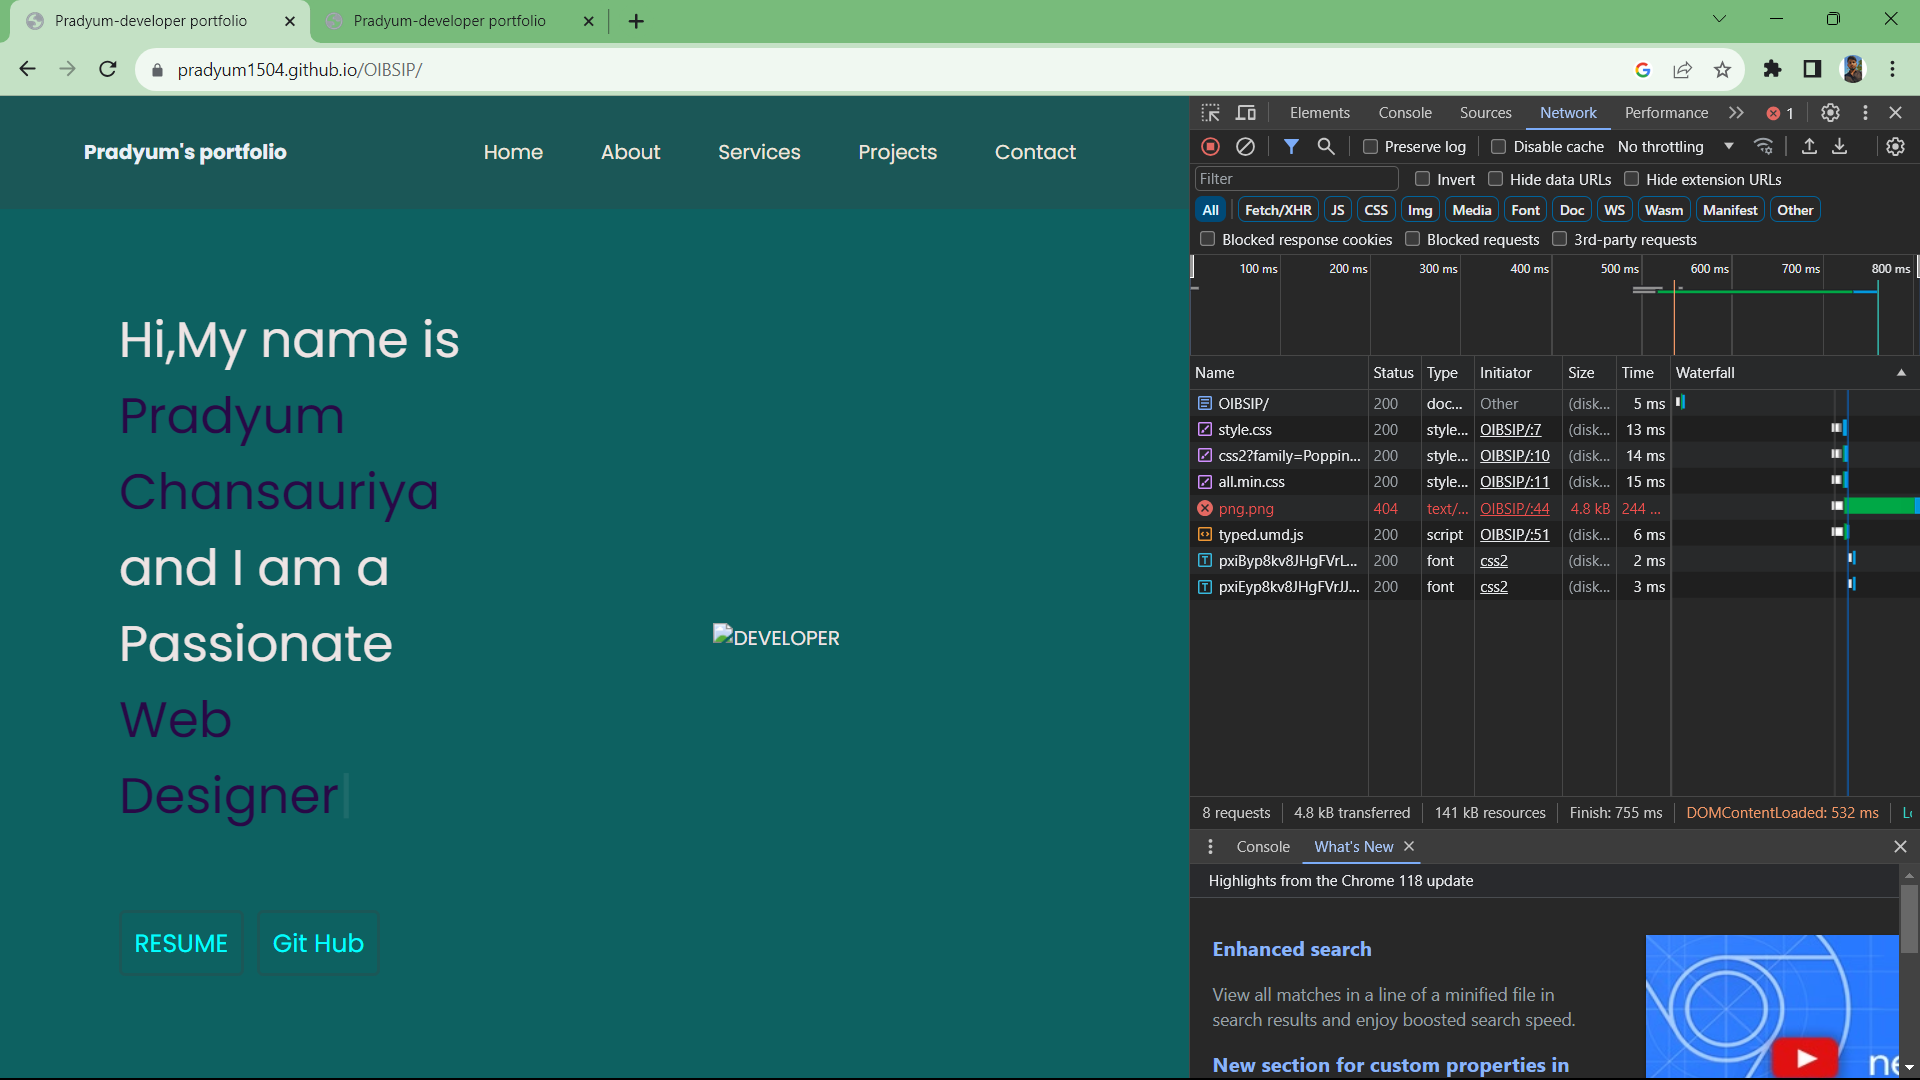 Pradyum-developer portfolio
Pradyum-developer portfolio
pradyum1504.github.io/OIBSIP/
Pradyum's portfolio
Home About Services Projects Contact
Hi,My name is
Pradyum
Chansauriya
and I am a
Passionate
Web
Designer
DEVELOPER
RESUME Git Hub
Elements Console Sources Network Performance 1
Preserve log Disable cache No throttling
Filter Invert Hide data URLs Hide extension URLs
All Fetch/XHR JS CSS Img Media Font Doc WS Wasm Manifest Other
Blocked response cookies Blocked requests 3rd-party requests
100 ms 200 ms 300 ms 400 ms 500 ms 600 ms 700 ms 800 ms
Name Status Type Initiator Size Time Waterfall
OIBSIP/ 200 doc... Other (disk... 5 ms
style.css 200 style... OIBSIP/:7 (disk... 13 ms
css2?family=Poppin... 200 style... OIBSIP/:10 (disk... 14 ms
all.min.css 200 style... OIBSIP/:11 (disk... 15 ms
png.png 404 text/... OIBSIP/:44 4.8 kB 244 ...
typed.umd.js 200 script OIBSIP/:51 (disk... 6 ms
pxiByp8kv8JHgFVrL... 200 font css2 (disk... 2 ms
pxiEyp8kv8JHgFVrJJ... 200 font css2 (disk... 3 ms
8 requests 4.8 kB transferred 141 kB resources Finish: 755 ms DOMContentLoaded: 532 ms
Console What's New
Highlights from the Chrome 118 update
Enhanced search
View all matches in a line of a minified file in
search results and enjoy boosted search speed.
New section for custom properties in
ne